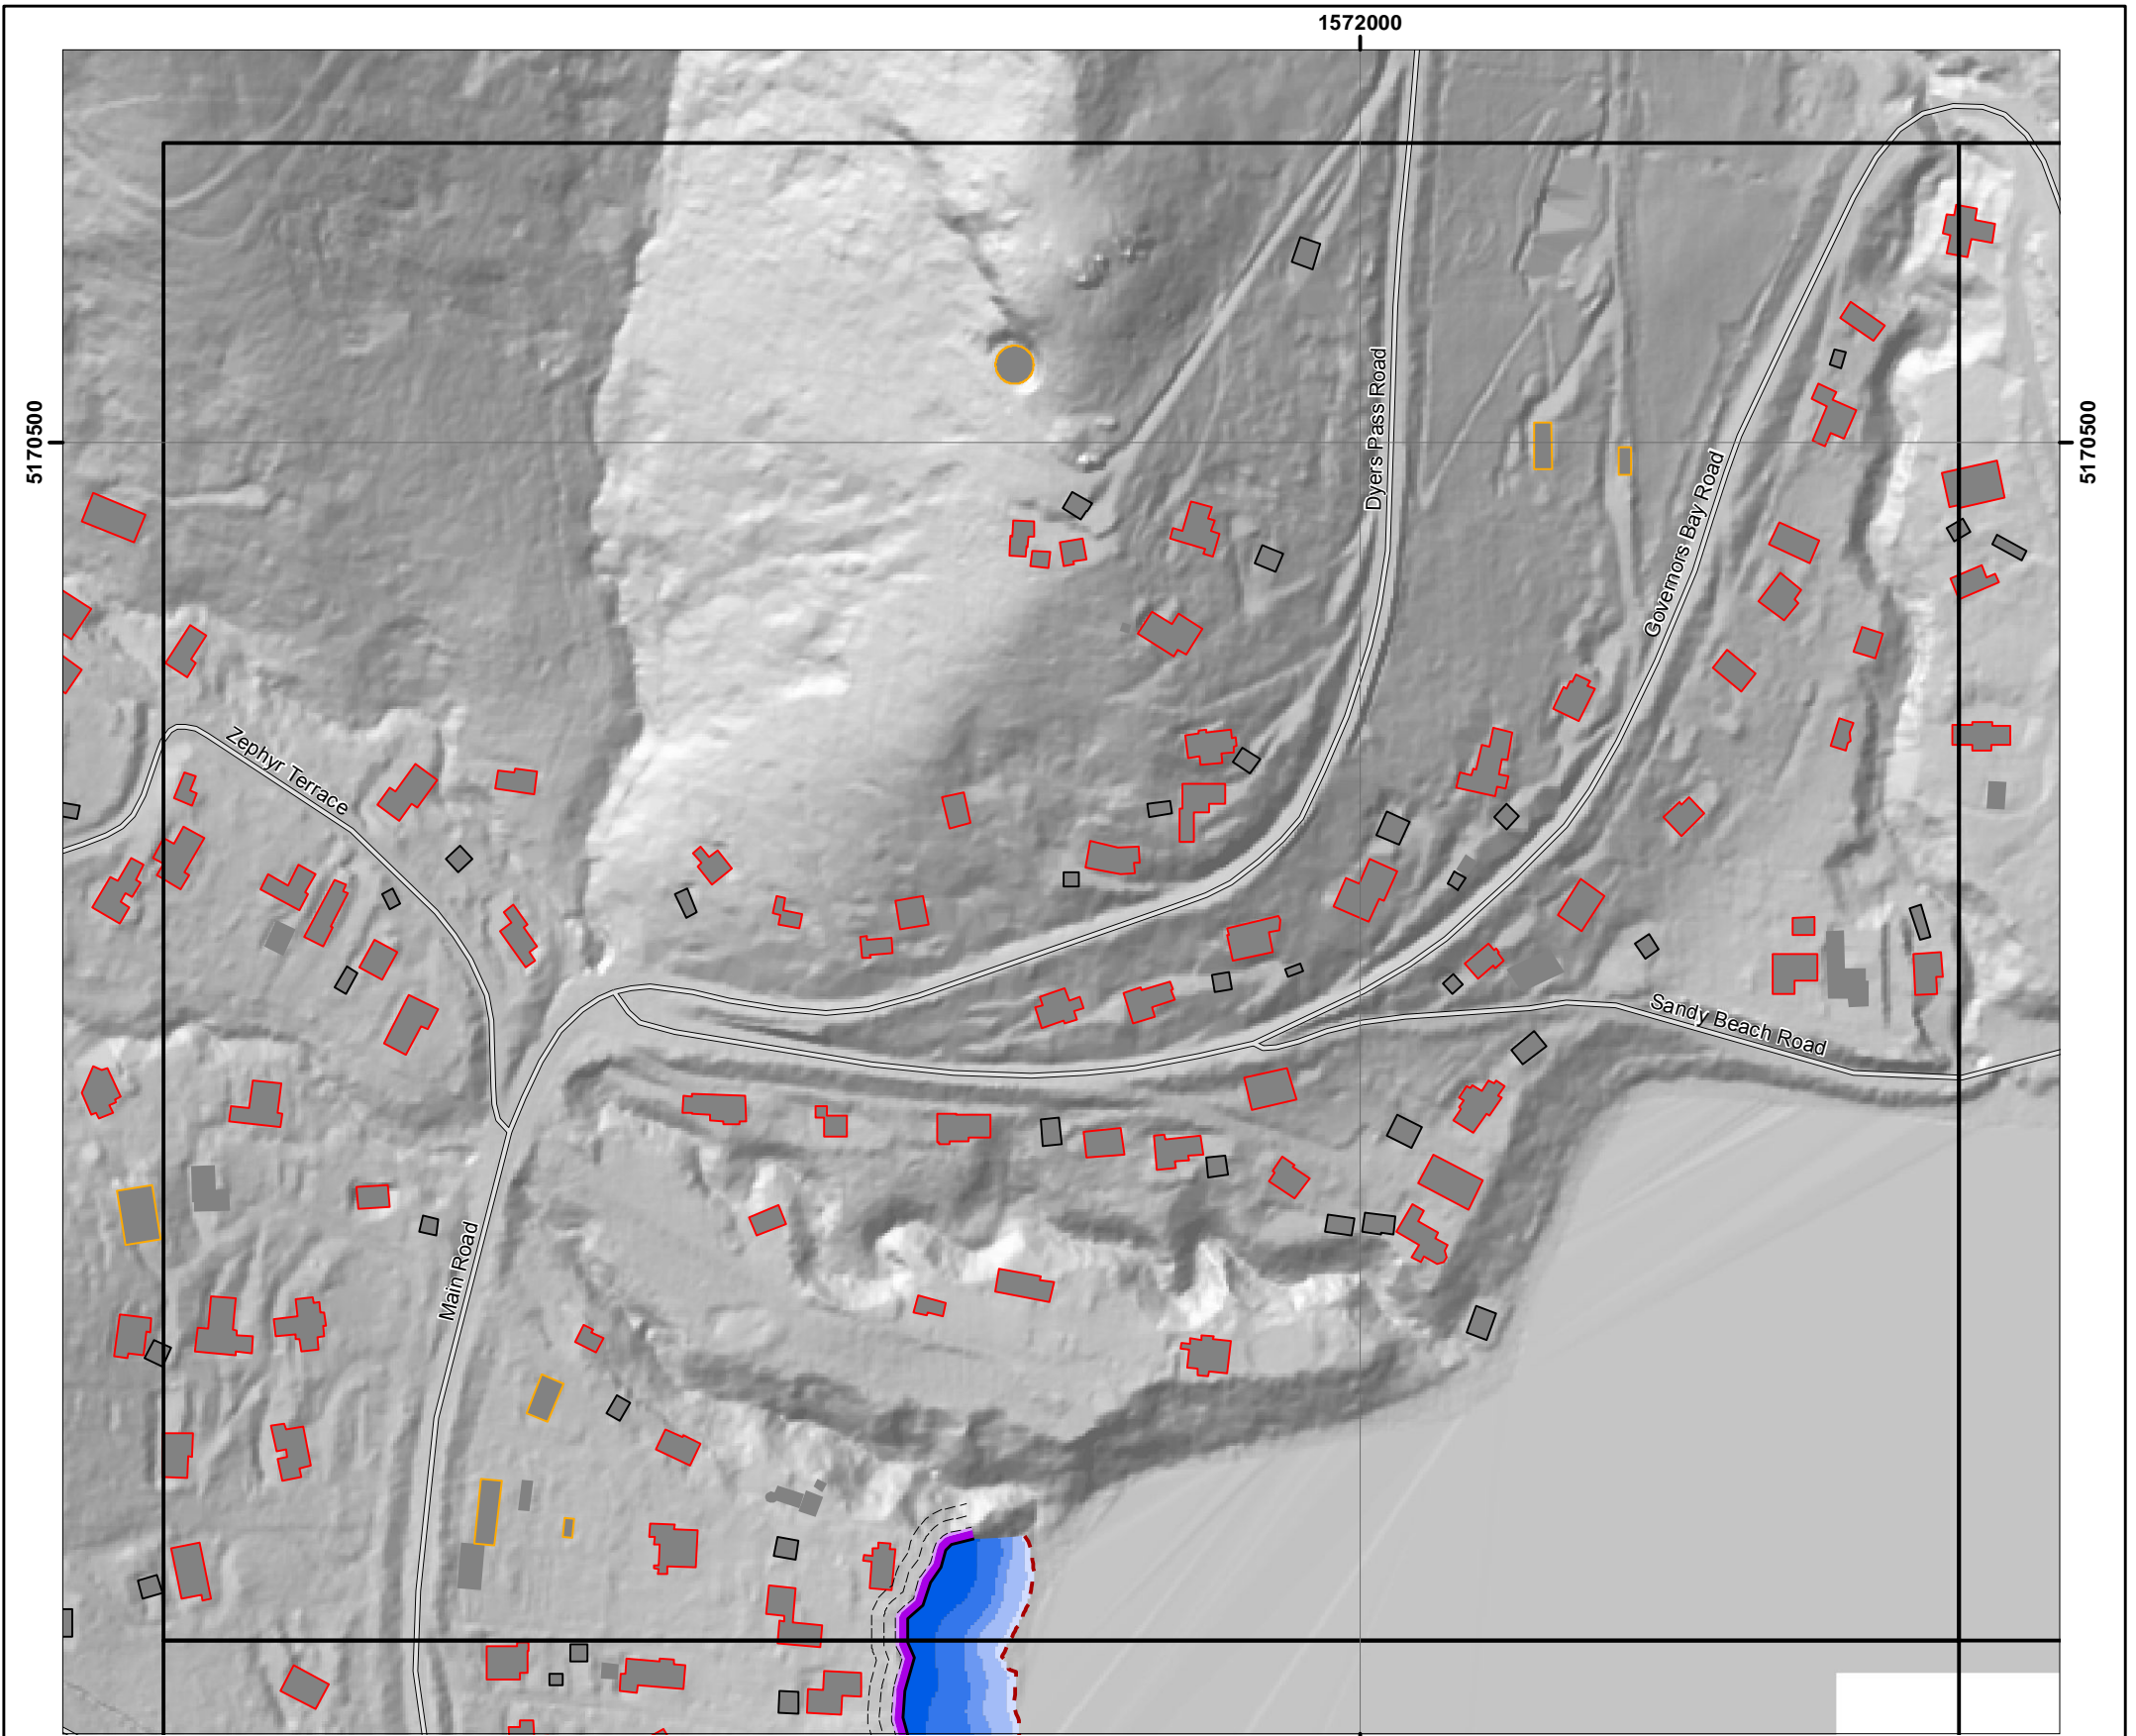 1572000
5170500
5170500
Dyers Pass Road
Governors Bay Road
Zephyr Terrace
Sandy Beach Road
Main Road